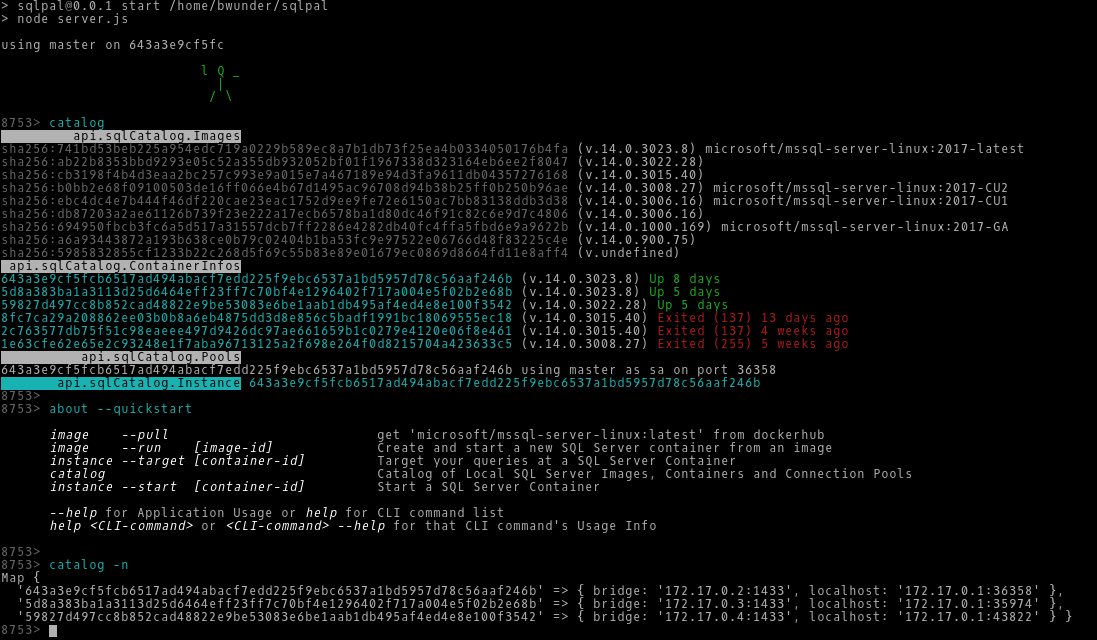 > sqlpal@0.0.1 start /home/bwunder/sqlpal
> node server.js
using master on 643a3e9cf5fc
l Q _
|
/ \
8753> catalog
api.sqlCatalog.Images
sha256:741bd53beb225a954edc719a0229b589ec8a7b1db73f25ea4b0334050176b4fa (v.14.0.3023.8) microsoft/mssql-server-linux:2017-latest
sha256:ab22b8353bbd9293e05c52a355db932052bf01f1967338d323164eb6ee2f8047 (v.14.0.3022.28)
sha256:cb3198f4b4d3eaa2bc257c993e9a015e7a467189e94d3fa9611db04357276168 (v.14.0.3015.40)
sha256:b0bb2e68f09100503de16ff066e4b67d1495ac96708d94b38b25ff0b250b96ae (v.14.0.3008.27) microsoft/mssql-server-linux:2017-CU2
sha256:ebc4dc4e7b444f46df220cae23eac1752d9ee9fe72e6150ac7bb83138ddb3d38 (v.14.0.3006.16) microsoft/mssql-server-linux:2017-CU1
sha256:db87203a2ae61126b739f23e222a17ecb6578ba1d80dc46f91c82c6e9d7c4806 (v.14.0.3006.16)
sha256:694950fbcb3fc6a5d517a31557dcb7ff2286e4282db40fc4ffa5fbd6e9a9622b (v.14.0.1000.169) microsoft/mssql-server-linux:2017-GA
sha256:a6a93443872a193b638ce0b79c02404b1ba53fc9e97522e06766d48f83225c4e (v.14.0.900.75)
sha256:5985832855cf1233b22c268d5f69c55b83e89e01679ec0869d8664fd11e8aff4 (v.undefined)
api.sqlCatalog.ContainerInfos
643a3e9cf5fcb6517ad494abacf7edd225f9ebc6537a1bd5957d78c56aaf246b (v.14.0.3023.8) Up 8 days
5d8a383ba1a3113d25d6464eff23ff7c70bf4e1296402f717a004e5f02b2e68b (v.14.0.3023.8) Up 5 days
59827d497cc8b852cad48822e9be53083e6be1aab1db495af4ed4e8e100f3542 (v.14.0.3022.28) Up 5 days
8fc7ca29a208862ee03b0b8a6eb4875dd3d8e856c5badf1991bc18069555ec18 (v.14.0.3015.40) Exited (137) 13 days ago
2c763577db75f51c98eaeee497d9426dc97ae661659b1c0279e4120e06f8e461 (v.14.0.3015.40) Exited (137) 4 weeks ago
1e63cfe62e65e2c93248e1f7aba96713125a2f698e264f0d8215704a423633c5 (v.14.0.3008.27) Exited (255) 5 weeks ago
api.sqlCatalog.Pools
643a3e9cf5fcb6517ad494abacf7edd225f9ebc6537a1bd5957d78c56aaf246b using master as sa on port 36358
api.sqlCatalog.Instance 643a3e9cf5fcb6517ad494abacf7edd225f9ebc6537a1bd5957d78c56aaf246b
8753>
8753> about --quickstart
image --pull get 'microsoft/mssql-server-linux:latest' from dockerhub
image --run [image-id] Create and start a new SQL Server container from an image
instance --target [container-id] Target your queries at a SQL Server Container
catalog Catalog of Local SQL Server Images, Containers and Connection Pools
instance --start [container-id] Start a SQL Server Container
--help for Application Usage or help for CLI command list
help <CLI-command> or <CLI-command> --help for that CLI command's Usage Info
8753>
8753> catalog -n
Map {
'643a3e9cf5fcb6517ad494abacf7edd225f9ebc6537a1bd5957d78c56aaf246b' => { bridge: '172.17.0.2:1433', localhost: '172.17.0.1:36358' },
'5d8a383ba1a3113d25d6464eff23ff7c70bf4e1296402f717a004e5f02b2e68b' => { bridge: '172.17.0.3:1433', localhost: '172.17.0.1:35974' },
'59827d497cc8b852cad48822e9be53083e6be1aab1db495af4ed4e8e100f3542' => { bridge: '172.17.0.4:1433', localhost: '172.17.0.1:43822' } }
8753>